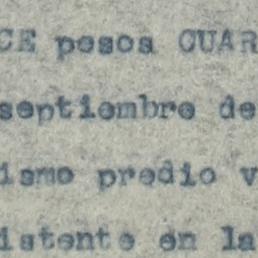 CE pesos CUAR
septiembre de
ismo predio v
istente en la